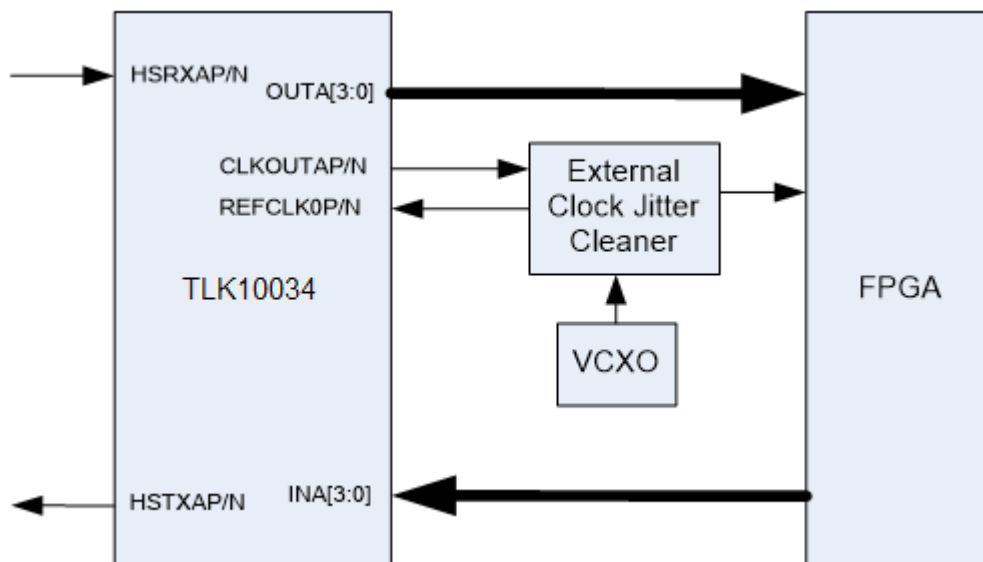 HSRXAP/N
OUTA[3:0]
CLKOUTAP/N
REFCLK0P/N
External
Clock Jitter
Cleaner
TLK10034
FPGA
VCXO
HSTXAP/N
INA[3:0]